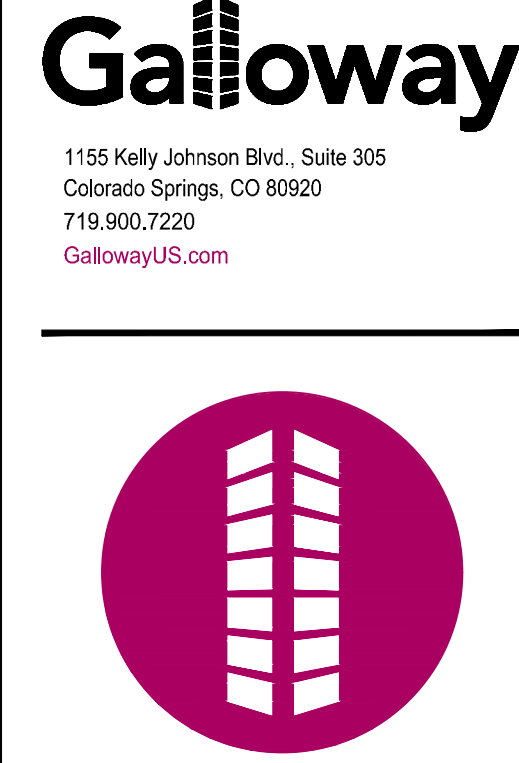 Galloway
1155 Kelly Johnson Blvd., Suite 305
Colorado Springs, CO 80920
719.900.7220
GallowayUS.com